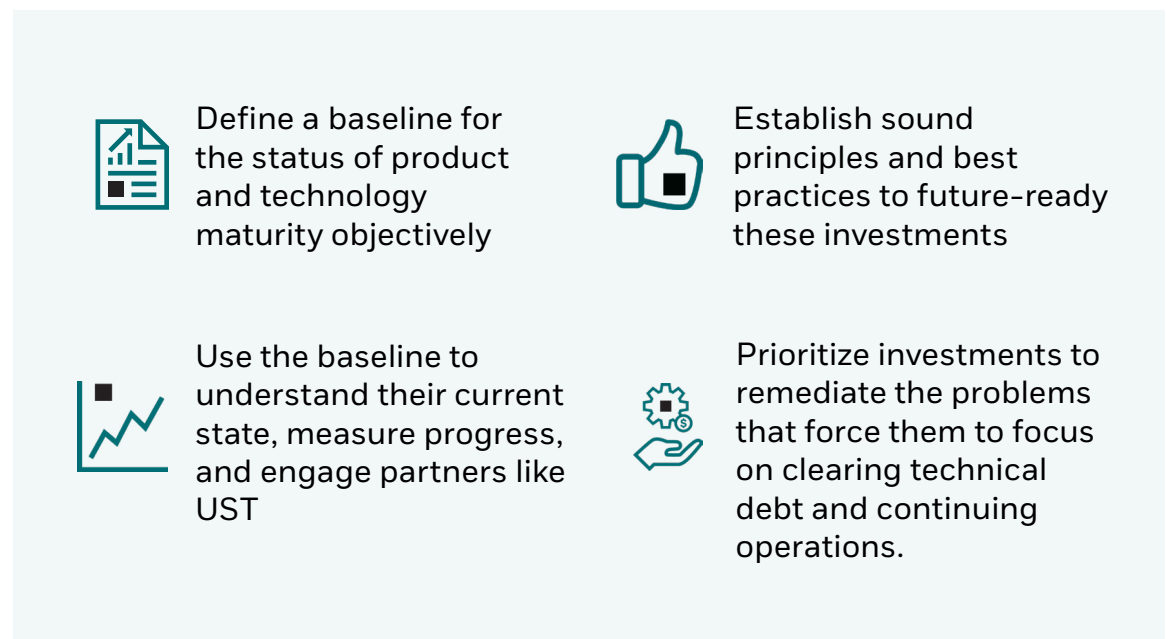 Define a baseline for
the status of product
and technology
maturity objectively
Establish sound
principles and best
practices to future-ready
these investments
Use the baseline to
understand their current
state, measure progress,
and engage partners like
UST
Prioritize investments to
remediate the problems
that force them to focus
on clearing technical
debt and continuing
operations.
$